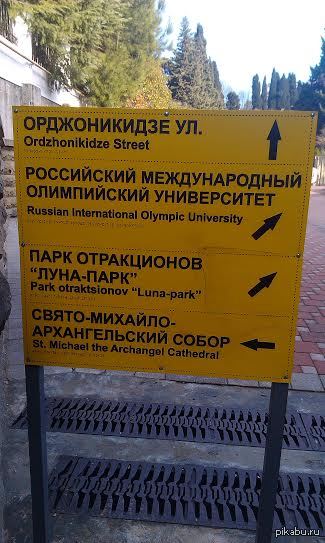 ОРДЖОНИКИДЗЕ УЛ.
Ordzhonikidze Street
РОССИЙСКИЙ МЕЖДУНАРОДНЫЙ
ОЛИМПИЙСКИЙ УНИВЕРСИТЕТ
Russian International Olympic University
ПАРК ОТРАКЦИОНОВ
“ЛУНА-ПАРК”
Park otraktsionov “Luna-park”
СВЯТО-МИХАЙЛО-
АРХАНГЕЛЬСКИЙ СОБОР
St. Michael the Archangel Cathedral
pikabu.ru